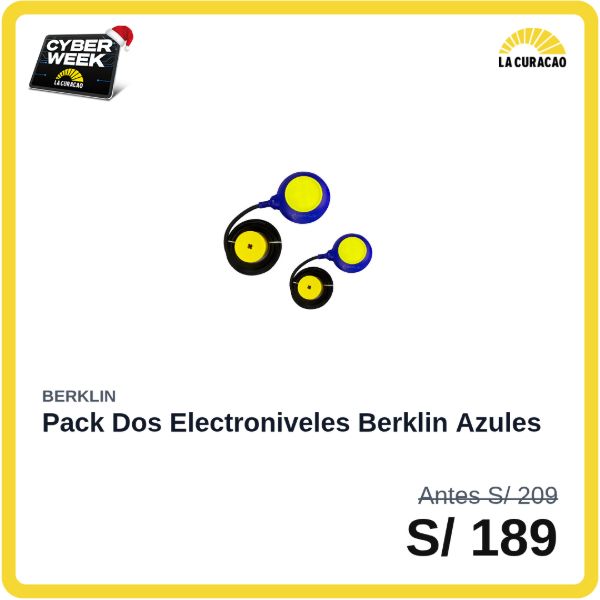 CYBER
WEEK
LA CURACAO
LA CURACAO
BERKLIN
Pack Dos Electroniveles Berklin Azules
Antes S/ 209
S/ 189